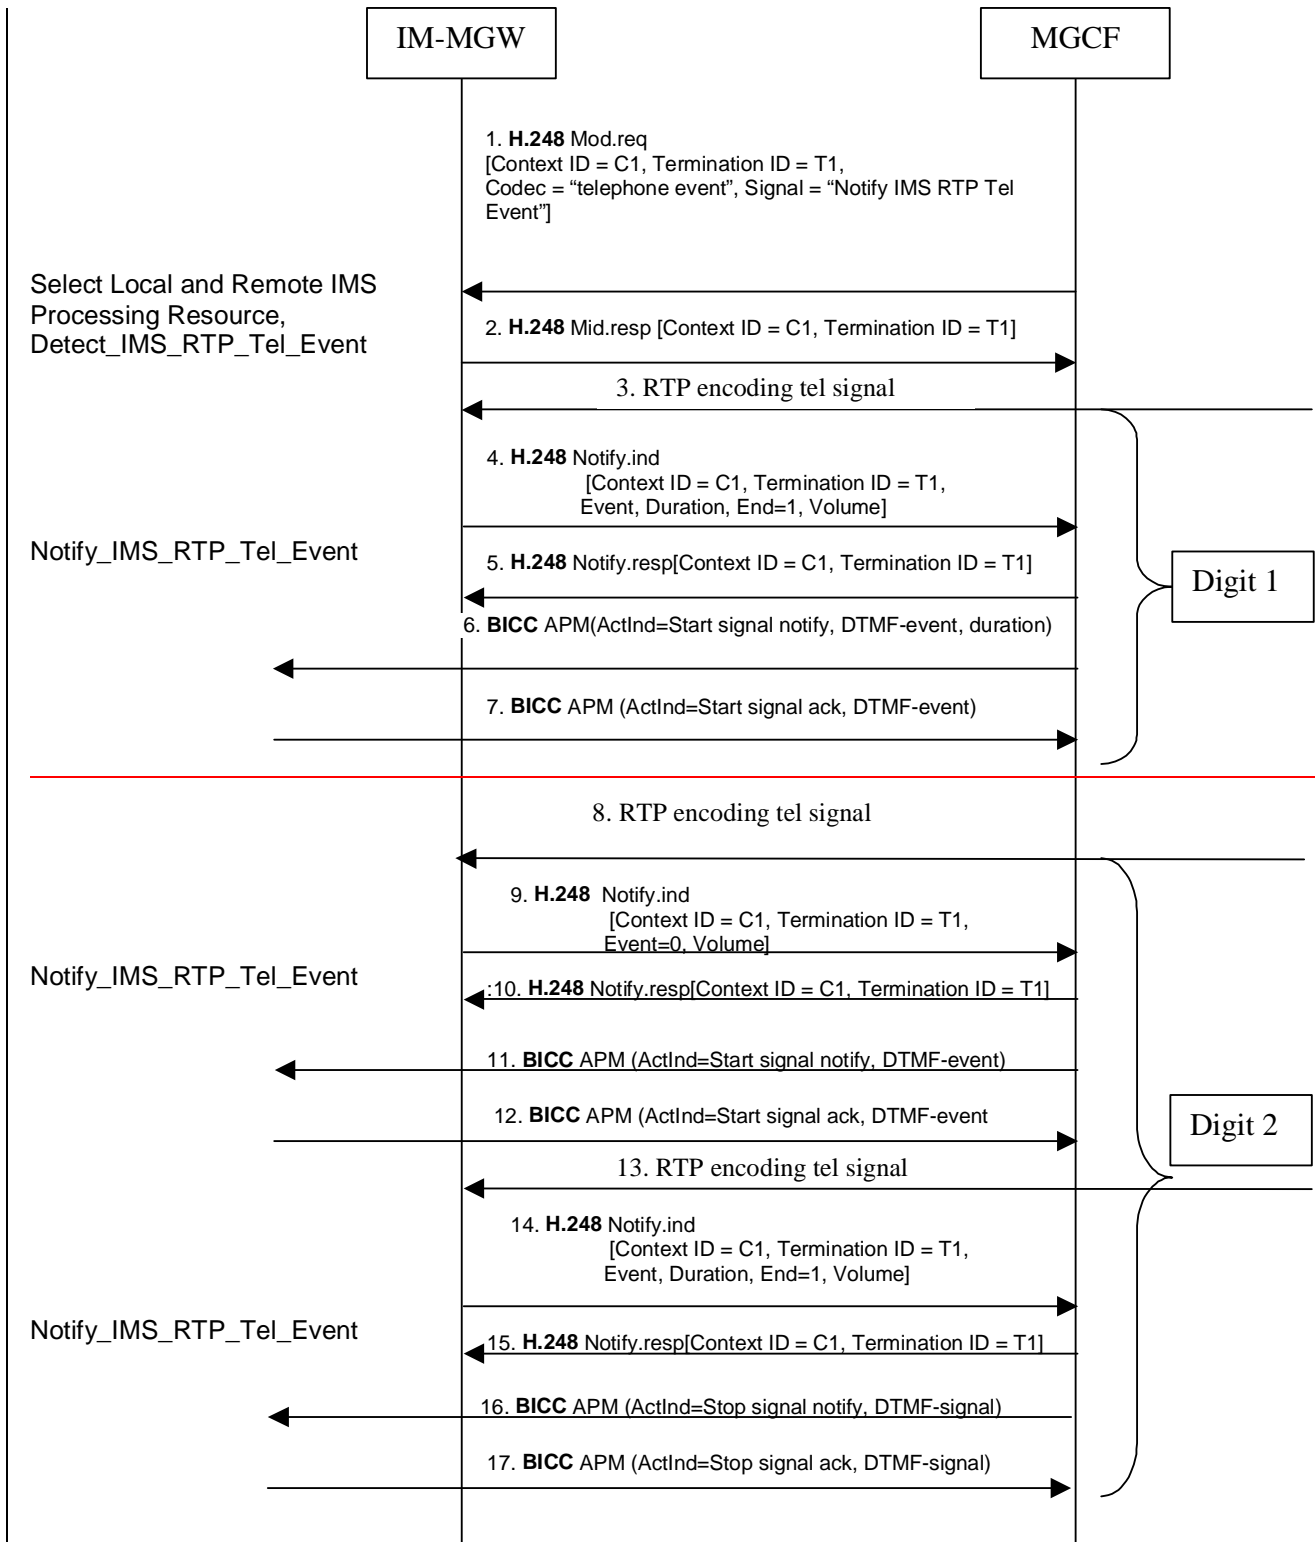 IM-MGW
MGCF
1. H.248 Mod.req
[Context ID = C1, Termination ID = T1,
Codec = “telephone event”, Signal = “Notify IMS RTP Tel
Event”]
Select Local and Remote IMS
Processing Resource,
Detect_IMS_RTP_Tel_Event
2. H.248 Mid.resp [Context ID = C1, Termination ID = T1]
3. RTP encoding tel signal
4. H.248 Notify.ind
[Context ID = C1, Termination ID = T1,
Event, Duration, End=1, Volume]
Notify_IMS_RTP_Tel_Event
5. H.248 Notify.resp[Context ID = C1, Termination ID = T1]
Digit 1
6. BICC APM(ActInd=Start signal notify, DTMF-event, duration)
7. BICC APM (ActInd=Start signal ack, DTMF-event)
8. RTP encoding tel signal
9. H.248 Notify.ind
[Context ID = C1, Termination ID = T1,
Event=0, Volume]
Notify_IMS_RTP_Tel_Event
:10. H.248 Notify.resp[Context ID = C1, Termination ID = T1]
11. BICC APM (ActInd=Start signal notify, DTMF-event)
12. BICC APM (ActInd=Start signal ack, DTMF-event
Digit 2
13. RTP encoding tel signal
14. H.248 Notify.ind
[Context ID = C1, Termination ID = T1,
Event, Duration, End=1, Volume]
Notify_IMS_RTP_Tel_Event
15. H.248 Notify.resp[Context ID = C1, Termination ID = T1]
16. BICC APM (ActInd=Stop signal notify, DTMF-signal)
17. BICC APM (ActInd=Stop signal ack, DTMF-signal)